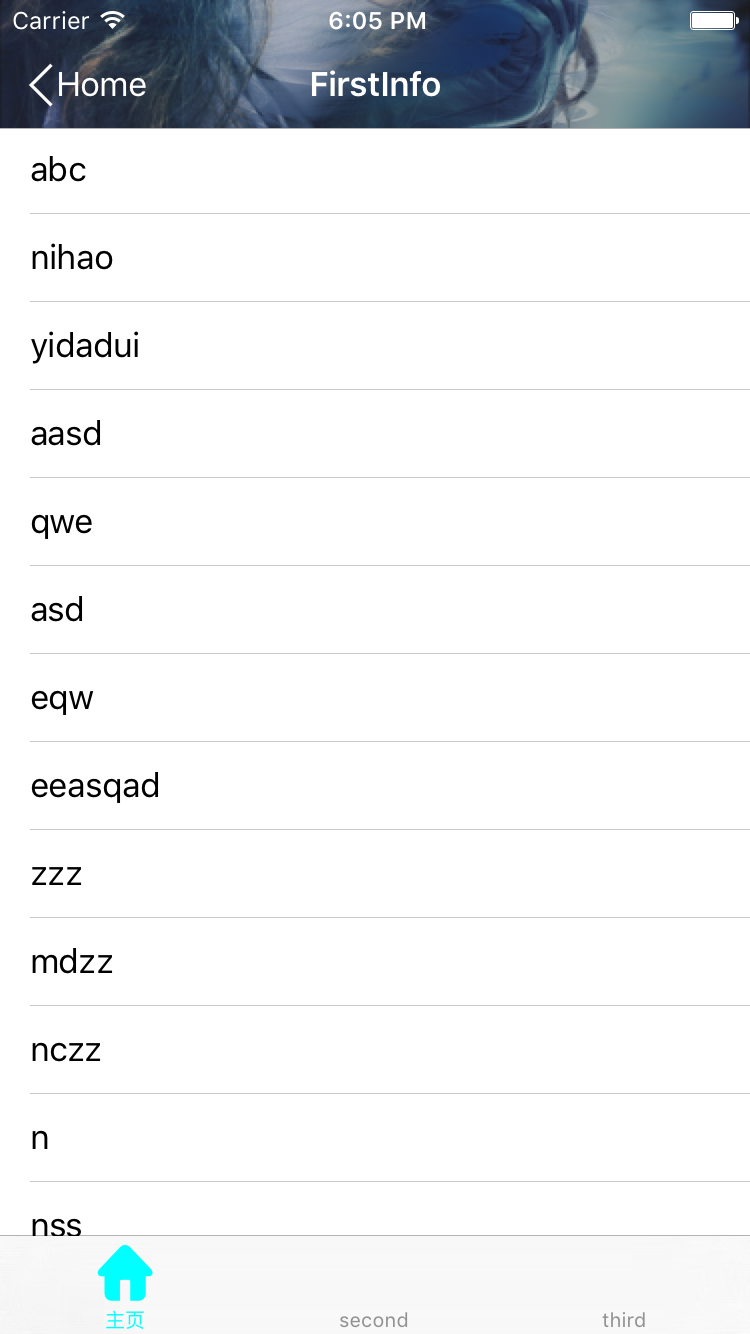 Carrier 6:05 PM
Home FirstInfo
abc
nihao
yidadui
aasd
qwe
asd
eqw
eeasqad
zzz
mdzz
nczz
n
nss
主页 second third